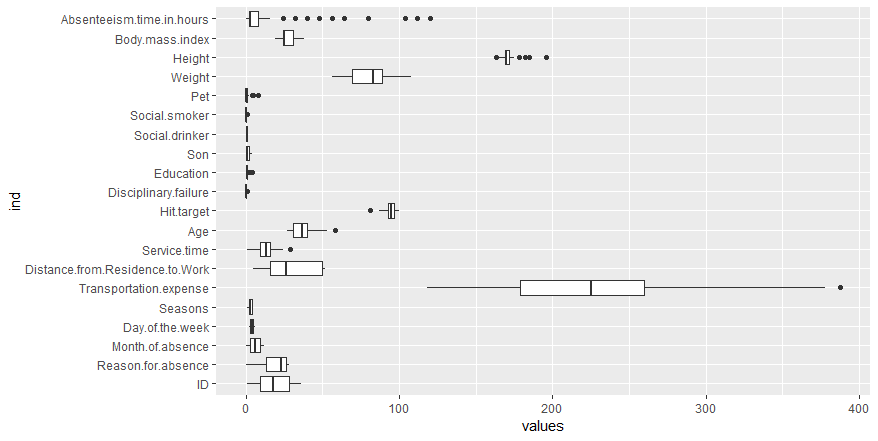 Absenteeism.time.in.hours
Body.mass.index
Height
Weight
Pet
Social.smoker
Social.drinker
Son
Education
Disciplinary.failure
Hit.target
Age
Service.time
Distance.from.Residence.to.Work
Transportation.expense
Seasons
Day.of.the.week
Month.of.absence
Reason.for.absence
ID
ind
0 100 200 300 400
values